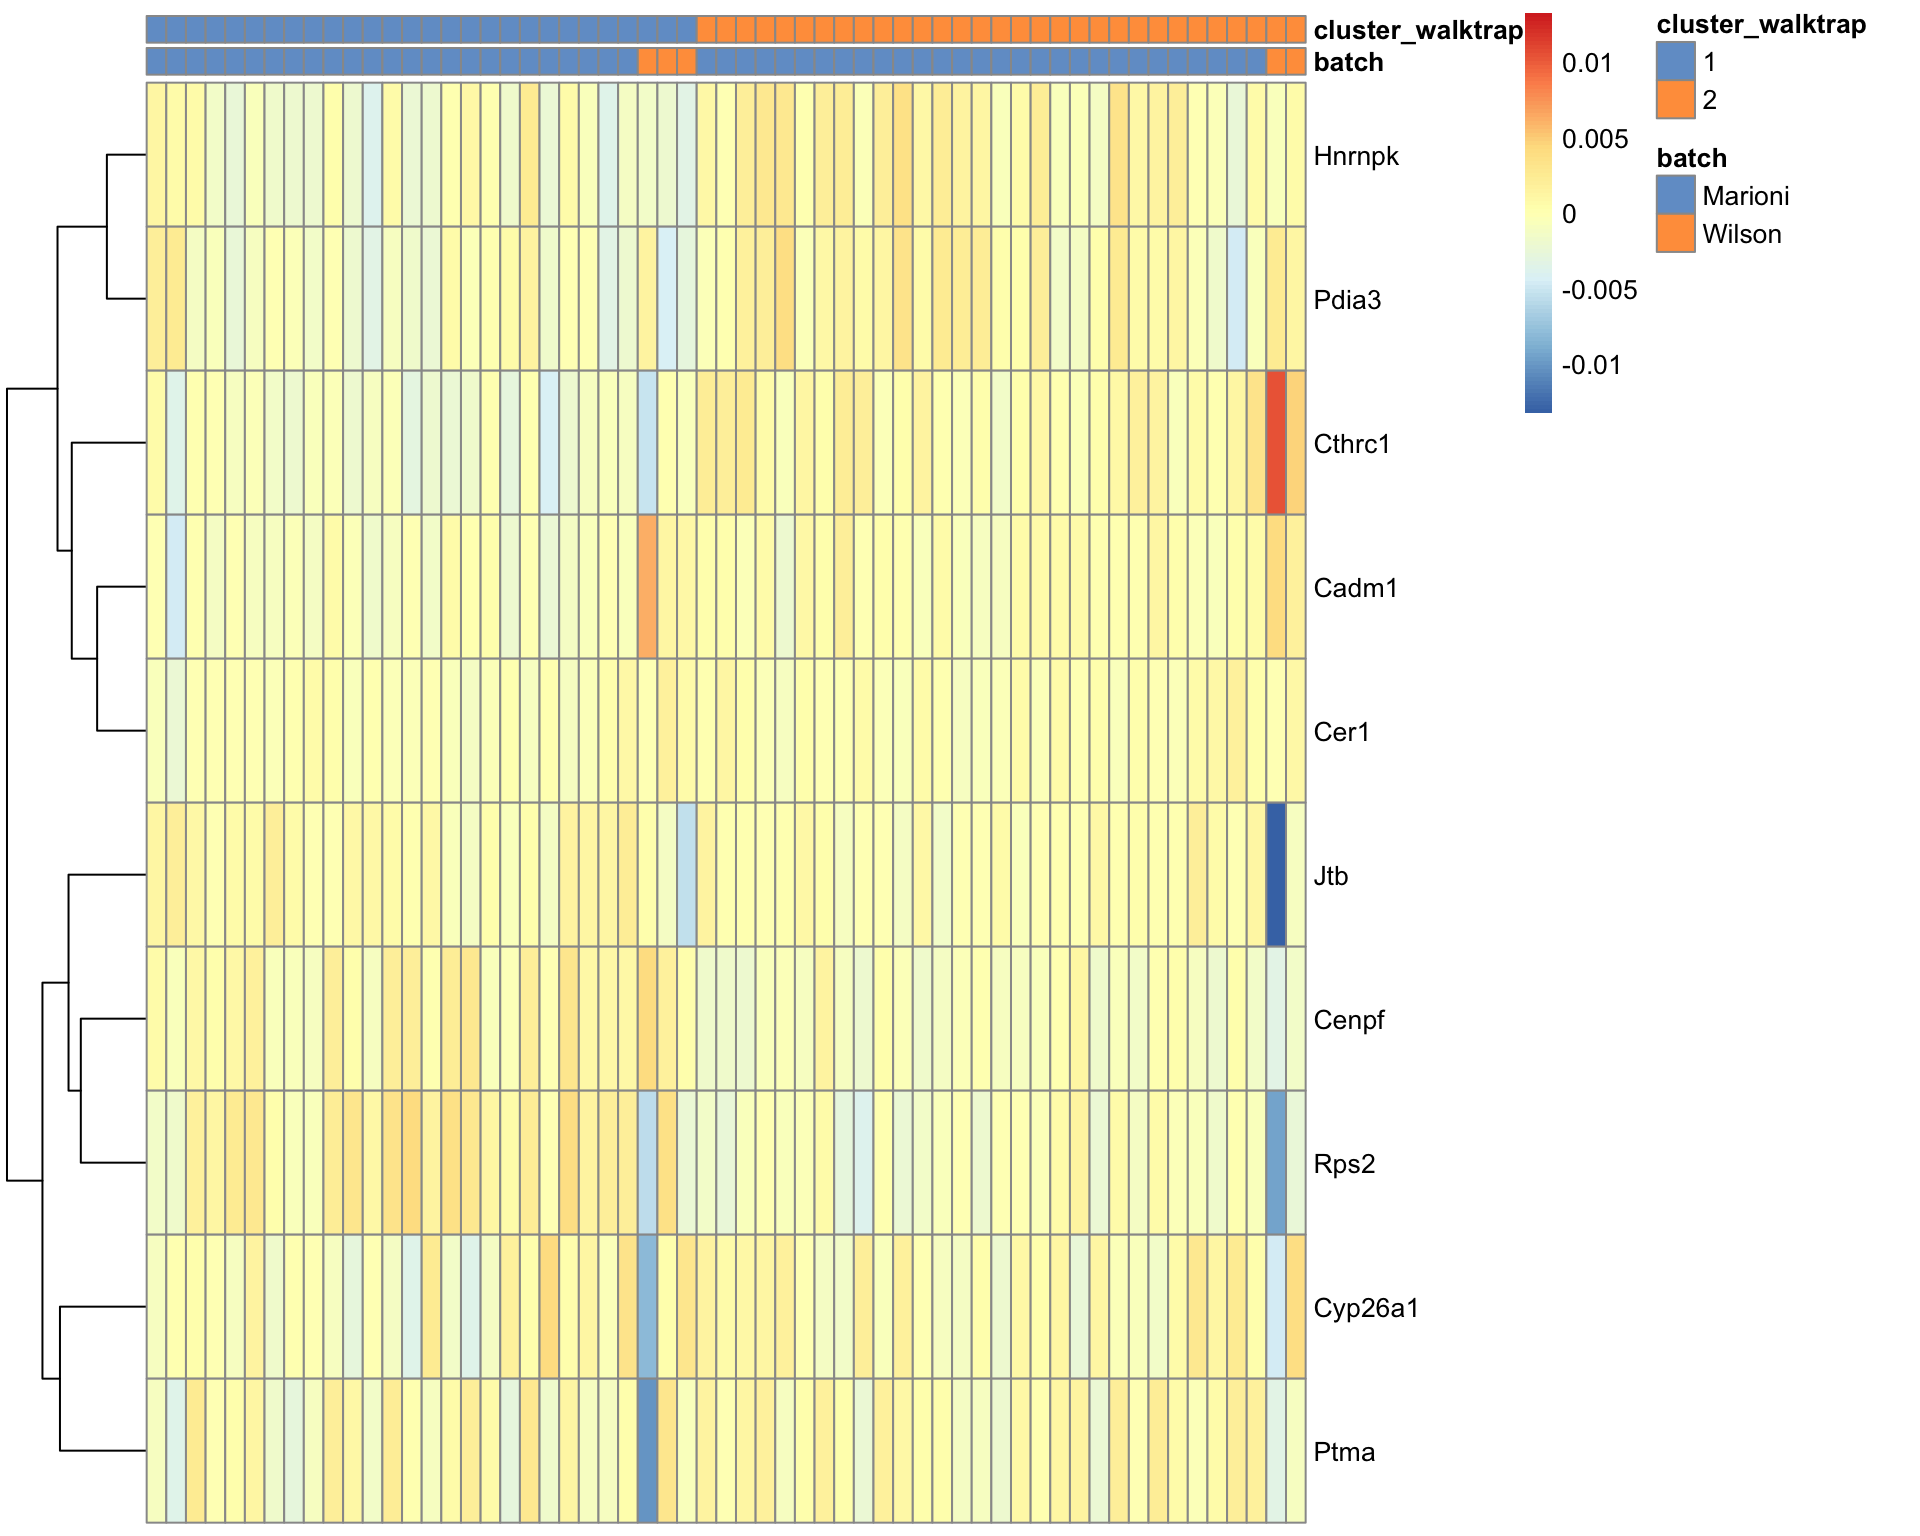 cluster_walktrap
batch
Hnrnpk
Pdia3
Cthrc1
Cadm1
Cer1
Jtb
Cenpf
Rps2
Cyp26a1
Ptma
0.01
0.005
0
-0.005
-0.01
cluster_walktrap
1
2
batch
Marioni
Wilson